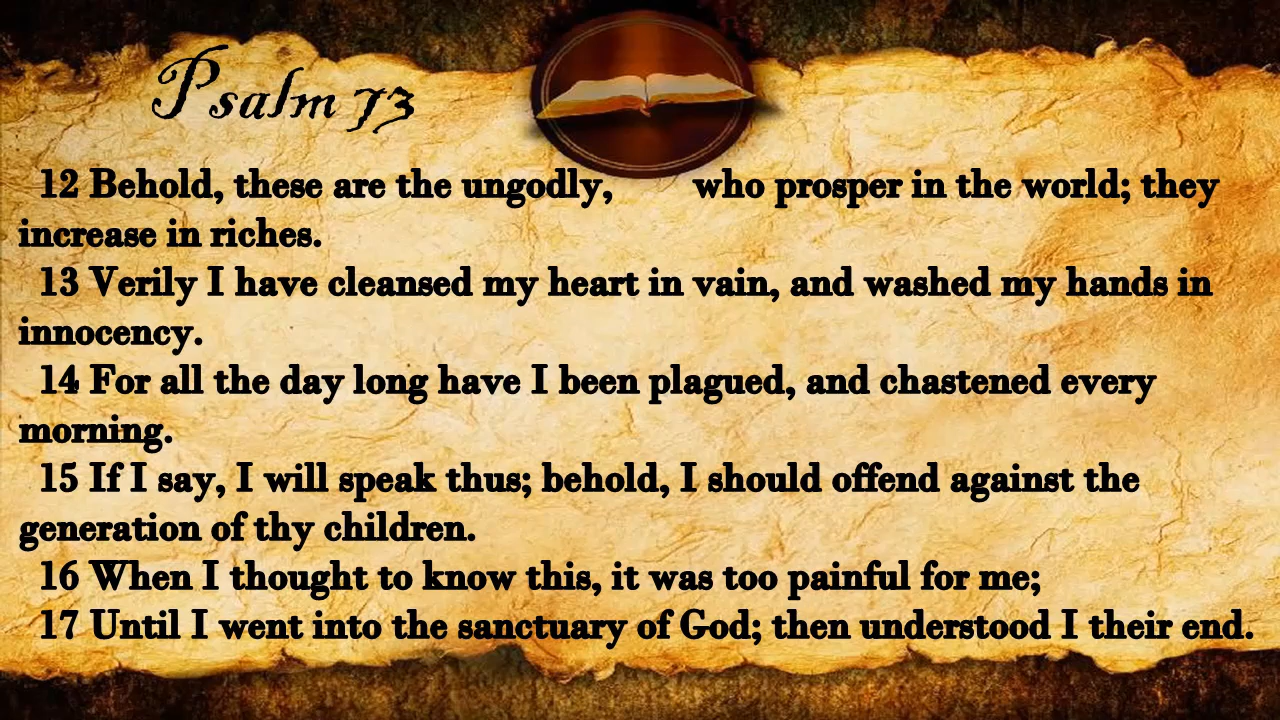 Psalm 73
12 Behold, these are the ungodly, who prosper in the world; they
increase in riches.
13 Verily I have cleansed my heart in vain, and washed my hands in
innocency.
14 For all the day long have I been plagued, and chastened every
morning.
15 If I say, I will speak thus; behold, I should offend against the
generation of thy children.
16 When I thought to know this, it was too painful for me;
17 Until I went into the sanctuary of God; then understood I their end.